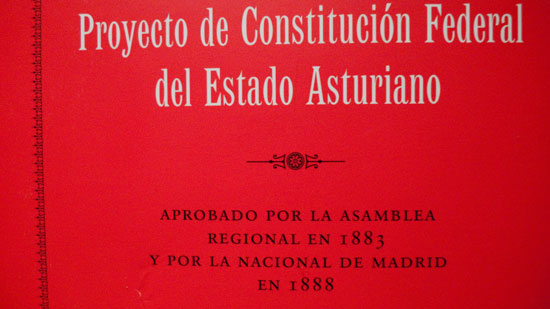 Proyecto de Constitución Federal
del Estado Asturiano
APROBADO POR LA ASAMBLEA
REGIONAL EN 1883
Y POR LA NACIONAL DE MADRID
EN 1888